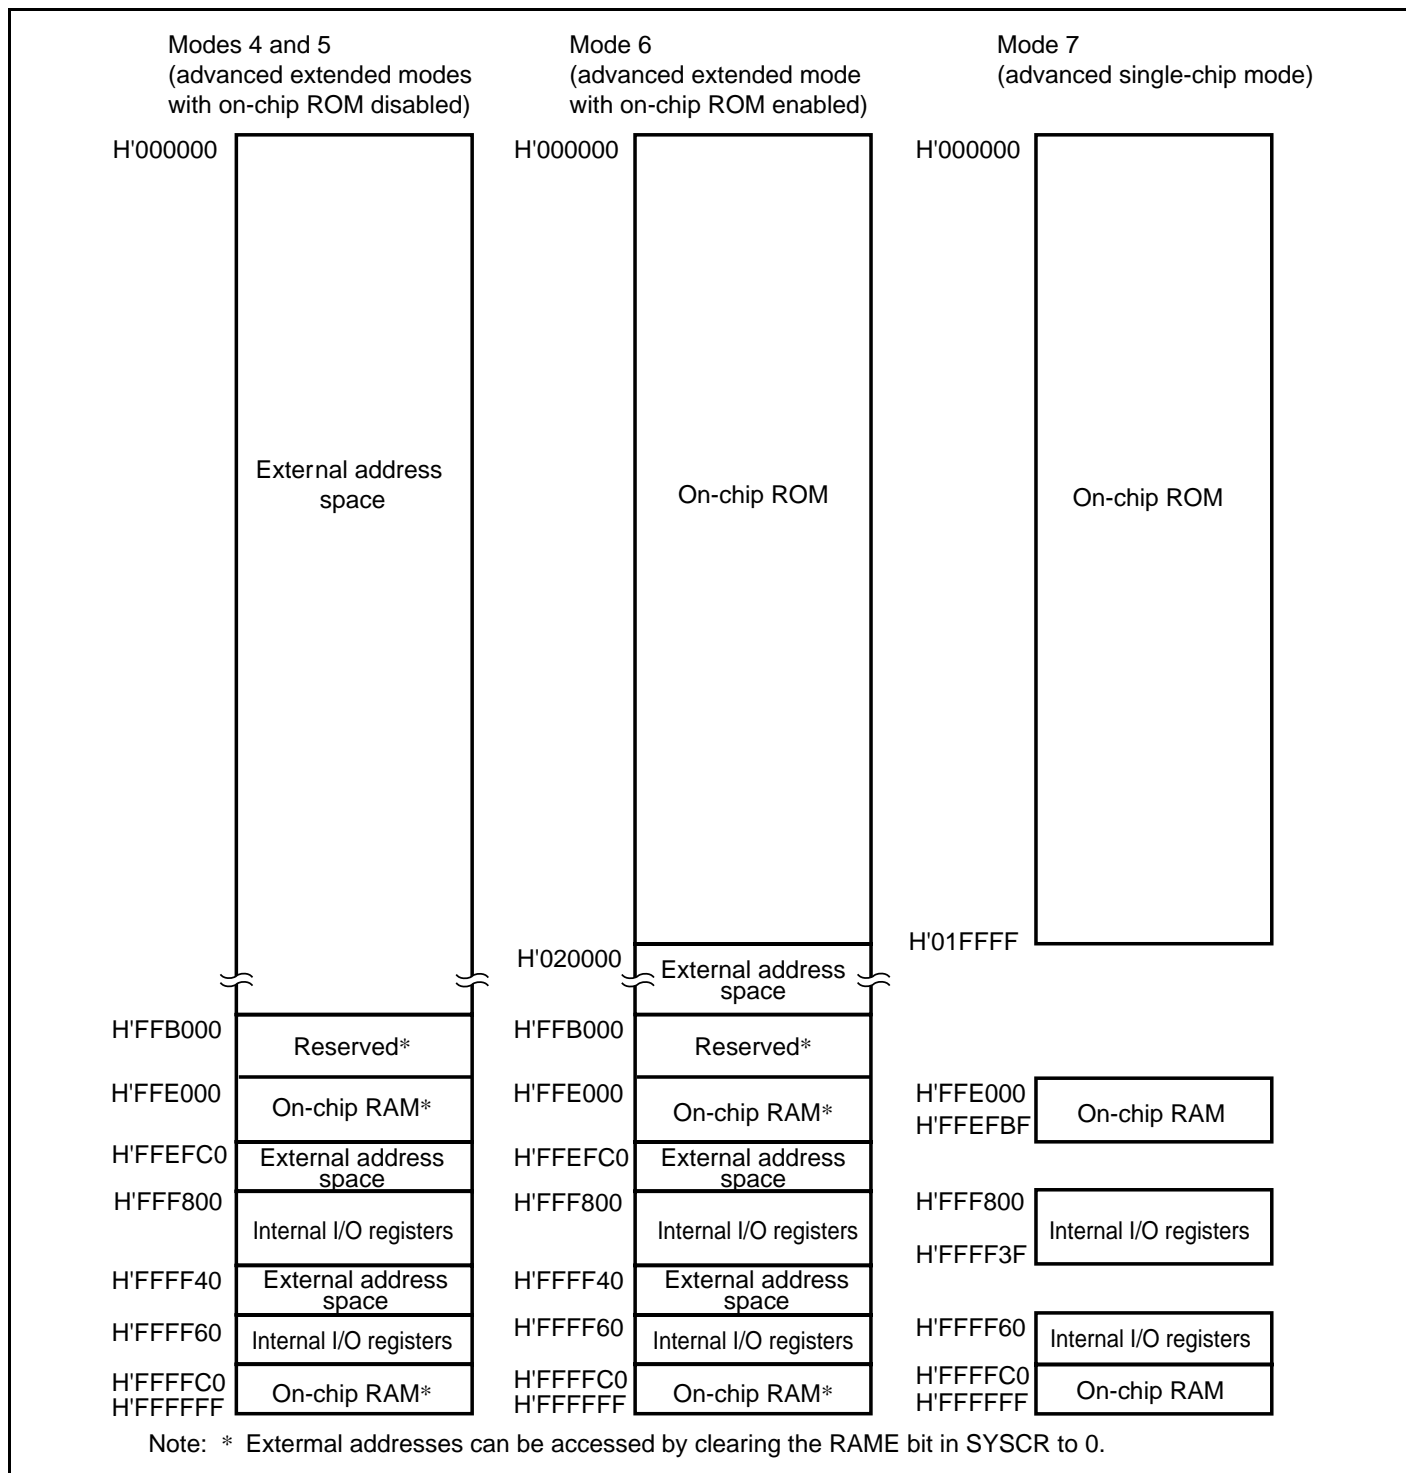 Modes 4 and 5
(advanced extended modes
with on-chip ROM disabled)
H'000000
External address
space
H'FFB000
Reserved*
H'FFE000
On-chip RAM*
H'FFEFC0
External address
space
H'FFF800
Internal I/O registers
H'FFFF40
External address
space
H'FFFF60
Internal I/O registers
H'FFFFC0
On-chip RAM*
H'FFFFFF
Mode 6
(advanced extended mode
with on-chip ROM enabled)
H'000000
On-chip ROM
H'020000
External address
space
H'FFB000
Reserved*
H'FFE000
On-chip RAM*
H'FFEFC0
External address
space
H'FFF800
Internal I/O registers
H'FFFF40
External address
space
H'FFFF60
Internal I/O registers
H'FFFFC0
On-chip RAM*
H'FFFFFF
Mode 7
(advanced single-chip mode)
H'000000
On-chip ROM
H'01FFFF
H'FFE000
On-chip RAM
H'FFEFBF
H'FFF800
Internal I/O registers
H'FFFF3F
H'FFFF60
Internal I/O registers
H'FFFFC0
On-chip RAM
H'FFFFFF
Note: * Extermal addresses can be accessed by clearing the RAME bit in SYSCR to 0.